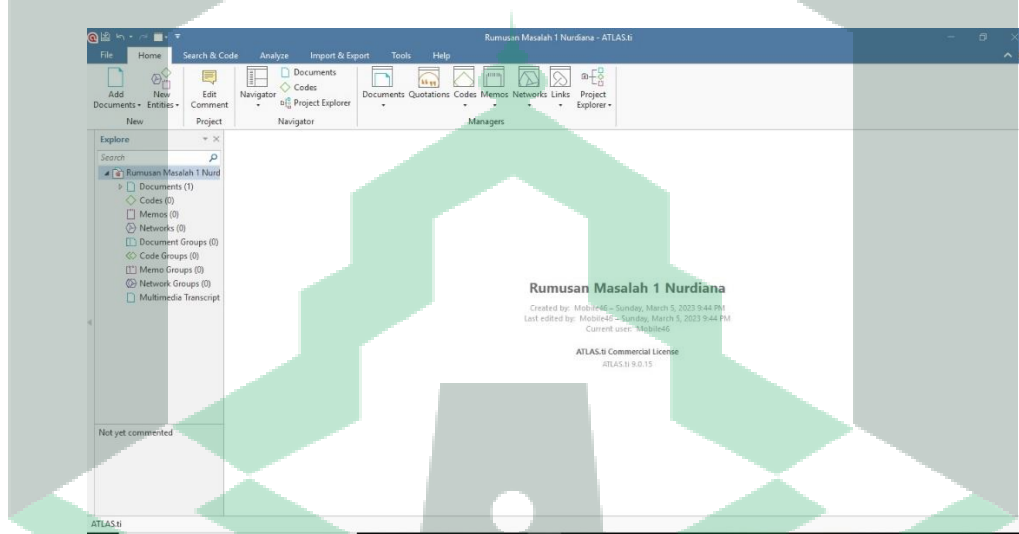 Rumusan Masalah 1 Nurdiana - ATLAS.ti
File Home Search & Code Analyze Import & Export Tools Help
Add Documents
New Entities
Edit Comment
Navigator
Documents
Codes
Project Explorer
Documents Quotations Codes Memos Networks Links Project Explorer
New Project Navigator Managers
Explore
Search
Rumusan Masalah 1 Nurd
Documents (1)
Codes (0)
Memos (0)
Networks (0)
Document Groups (0)
Code Groups (0)
Memo Groups (0)
Network Groups (0)
Multimedia Transcript
Rumusan Masalah 1 Nurdiana
Created by: Mobile46 – Sunday, March 5, 2023 9:44 PM
Last edited by: Mobile46 – Sunday, March 5, 2023 9:44 PM
Current user: Mobile46
ATLAS.ti Commercial License
ATLAS.ti 9.0.15
Not yet commented
ATLAS.ti